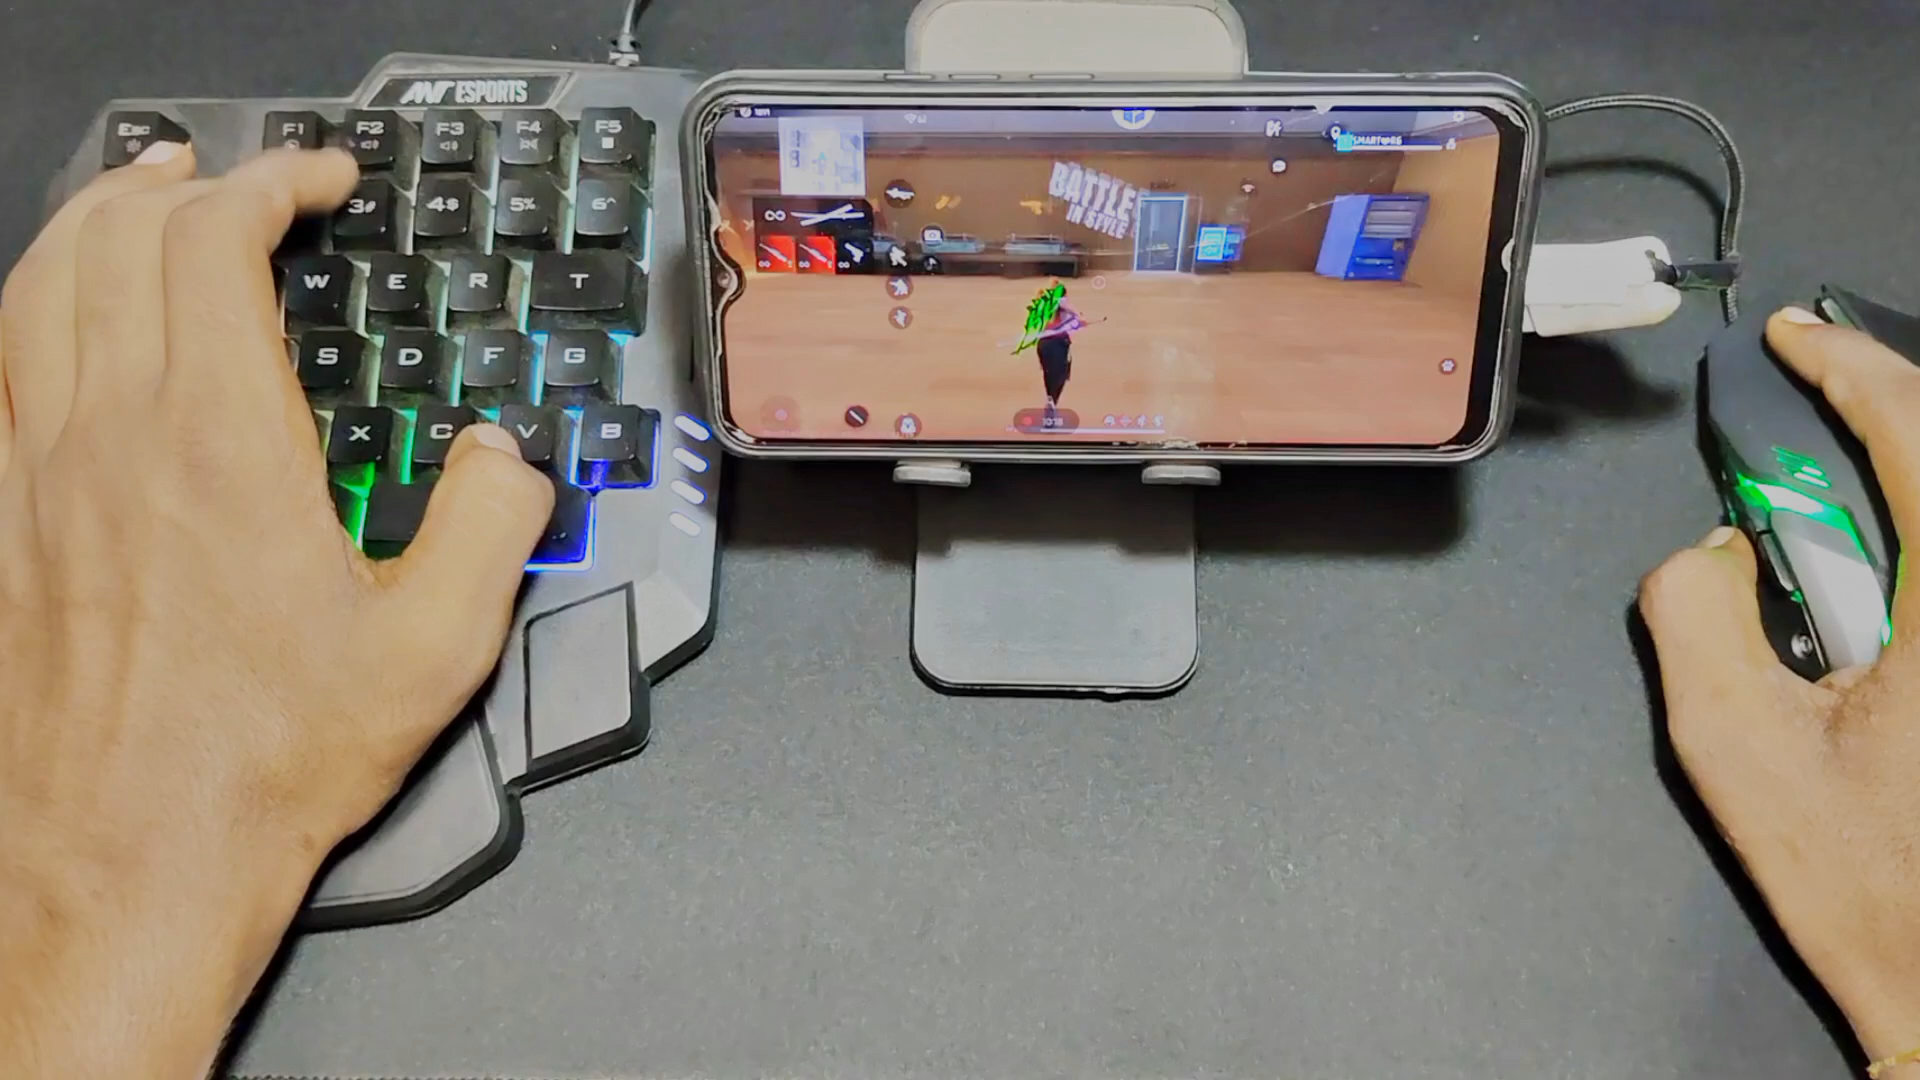 ANT ESPORTS
Esc F1 F2 F3 F4 F5
3# 4$ 5% 6^
W E R T
S D F G
X C V B
BATTLE
IN STYLE